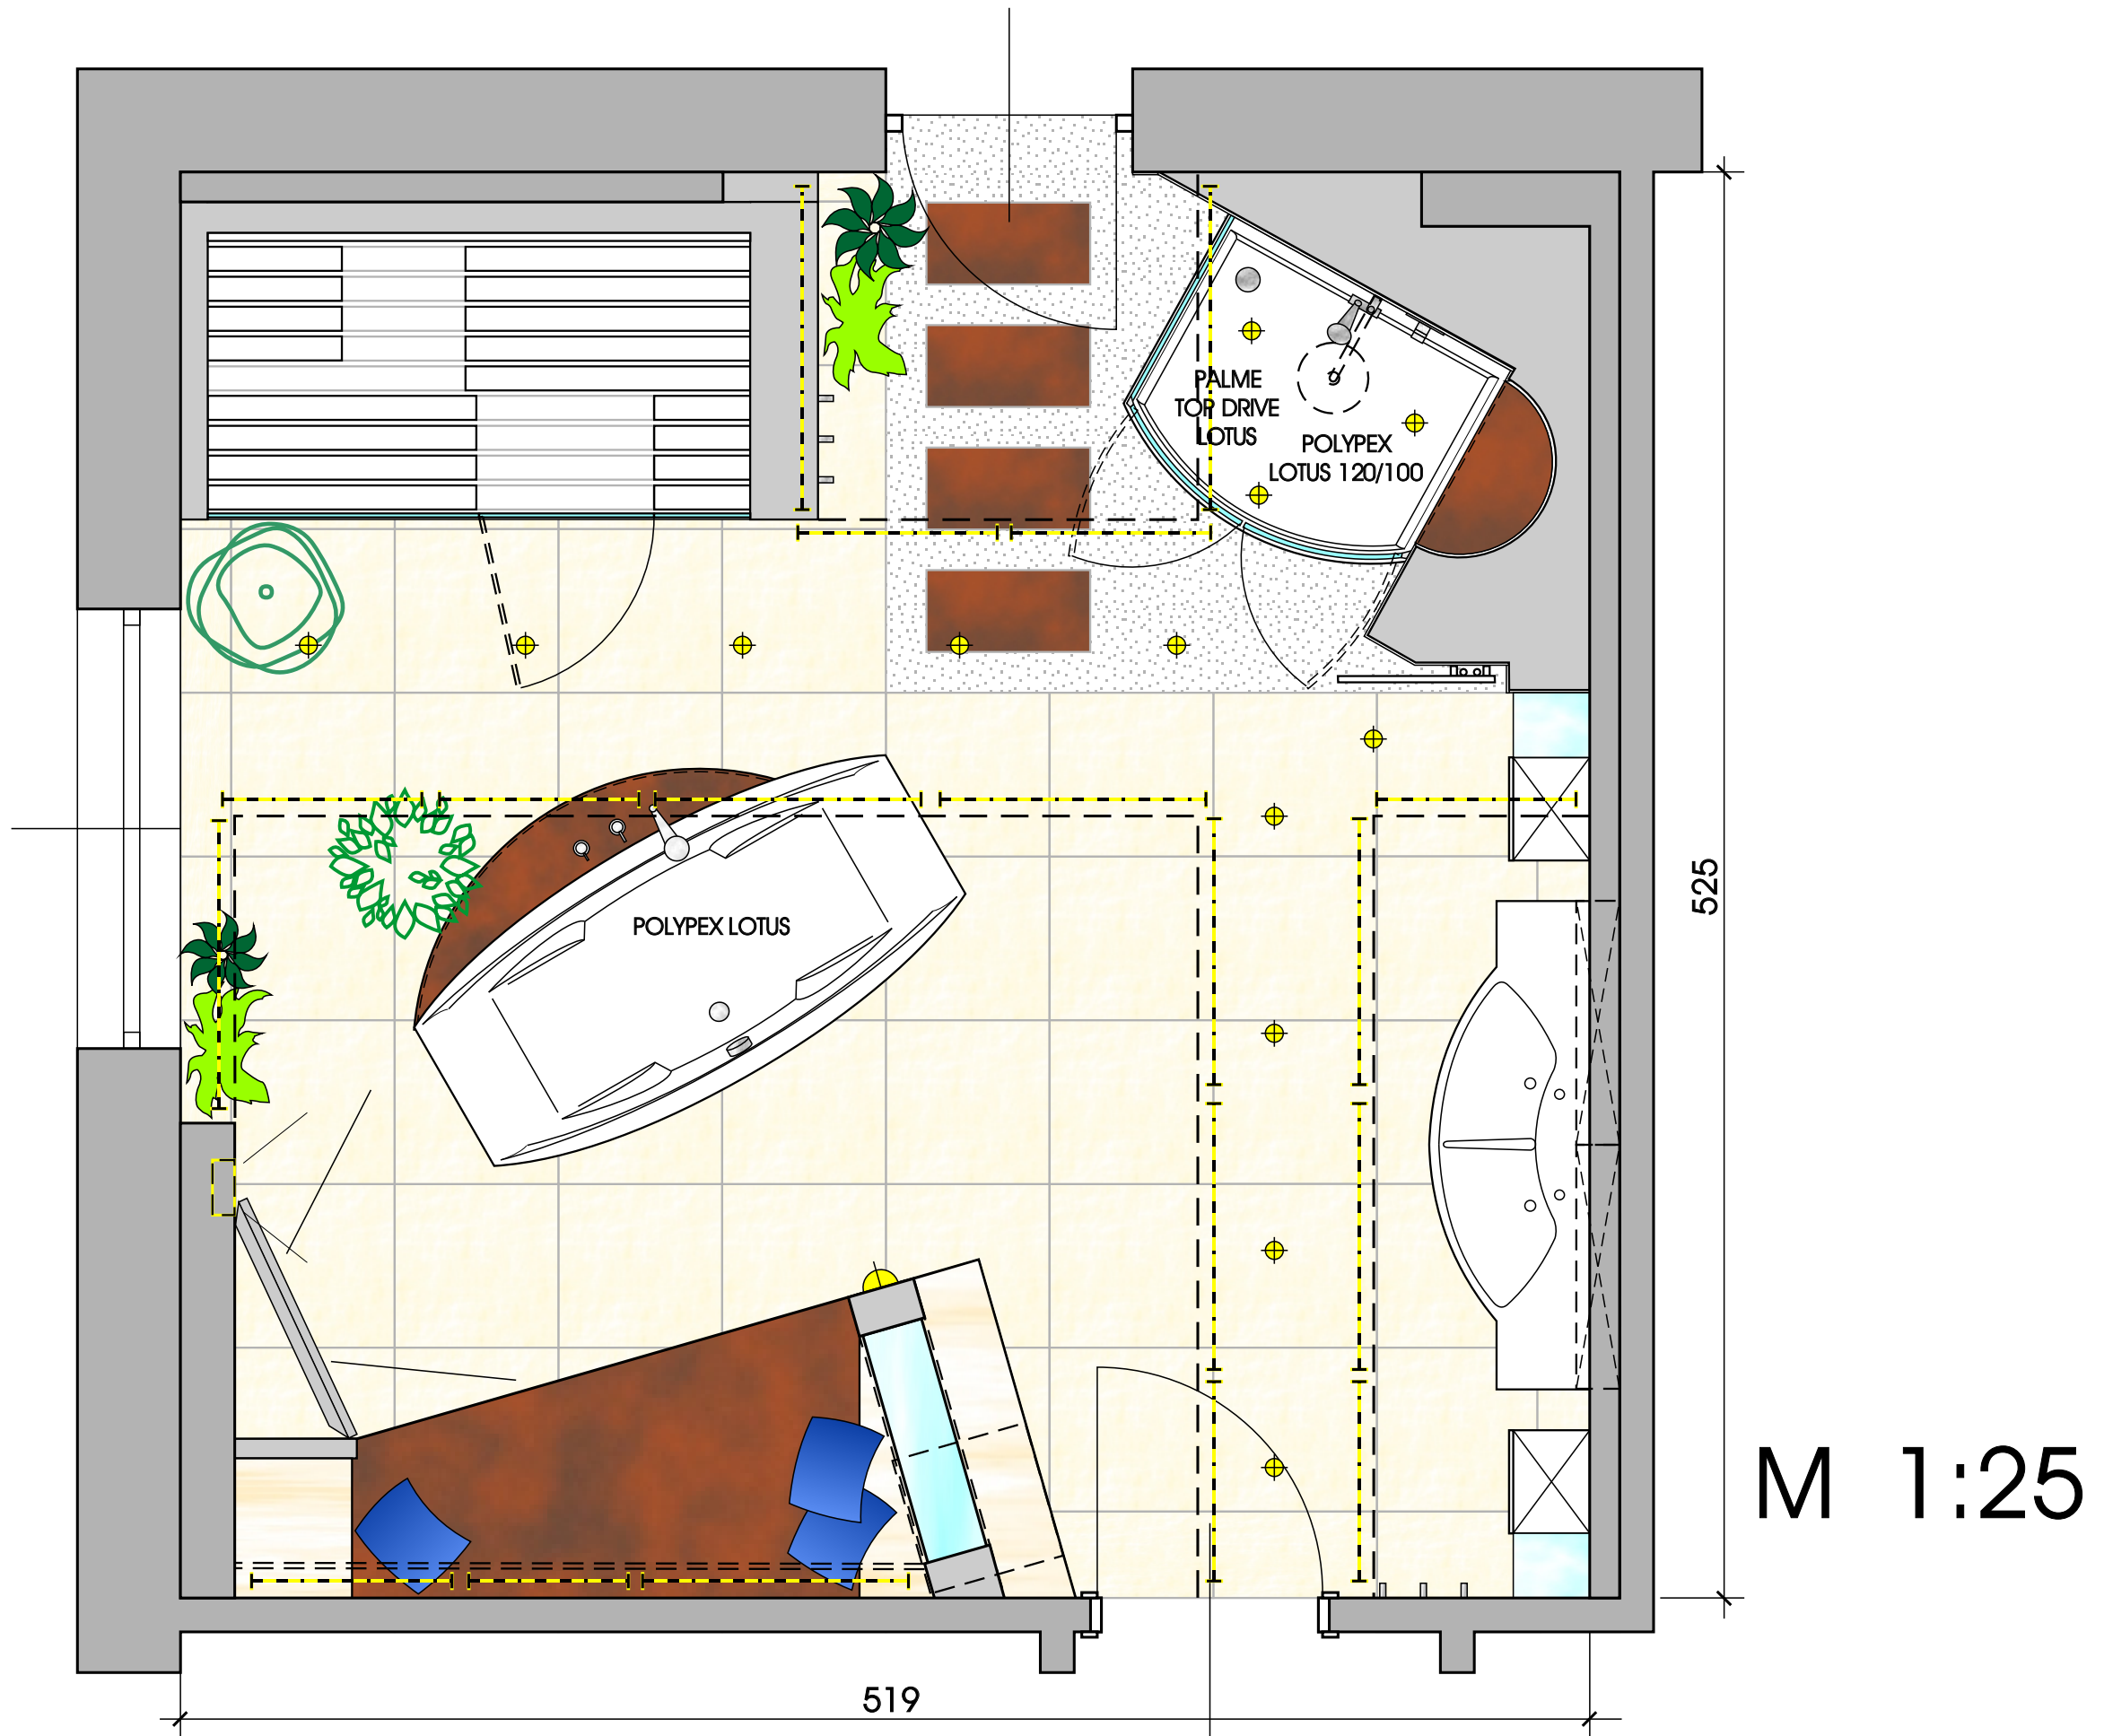 PALME
TOP DRIVE
LOTUS
POLYPEX
LOTUS 120/100
POLYPEX LOTUS
525
M 1:25
519